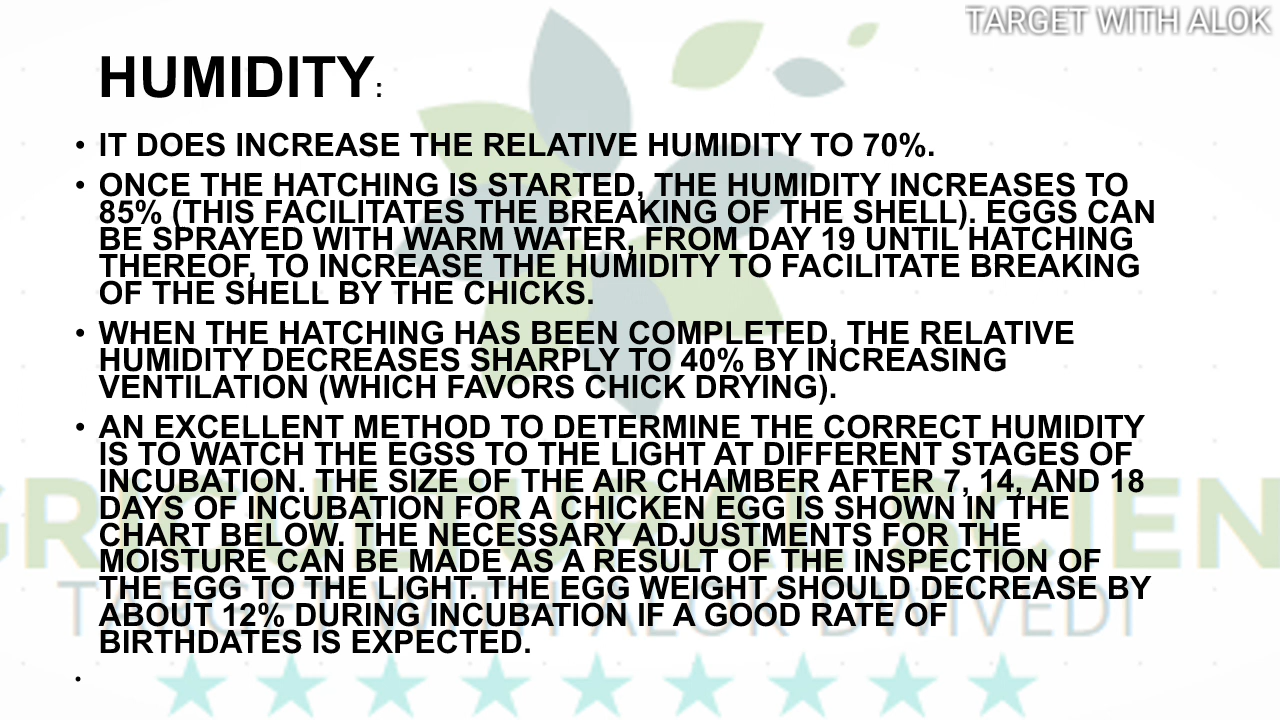 TARGET WITH ALOK
HUMIDITY:
• IT DOES INCREASE THE RELATIVE HUMIDITY TO 70%.
• ONCE THE HATCHING IS STARTED, THE HUMIDITY INCREASES TO
85% (THIS FACILITATES THE BREAKING OF THE SHELL). EGGS CAN
BE SPRAYED WITH WARM WATER, FROM DAY 19 UNTIL HATCHING
THEREOF, TO INCREASE THE HUMIDITY TO FACILITATE BREAKING
OF THE SHELL BY THE CHICKS.
• WHEN THE HATCHING HAS BEEN COMPLETED, THE RELATIVE
HUMIDITY DECREASES SHARPLY TO 40% BY INCREASING
VENTILATION (WHICH FAVORS CHICK DRYING).
• AN EXCELLENT METHOD TO DETERMINE THE CORRECT HUMIDITY
IS TO WATCH THE EGSS TO THE LIGHT AT DIFFERENT STAGES OF
INCUBATION. THE SIZE OF THE AIR CHAMBER AFTER 7, 14, AND 18
DAYS OF INCUBATION FOR A CHICKEN EGG IS SHOWN IN THE
CHART BELOW. THE NECESSARY ADJUSTMENTS FOR THE
MOISTURE CAN BE MADE AS A RESULT OF THE INSPECTION OF
THE EGG TO THE LIGHT. THE EGG WEIGHT SHOULD DECREASE BY
ABOUT 12% DURING INCUBATION IF A GOOD RATE OF
BIRTHDATES IS EXPECTED.
•